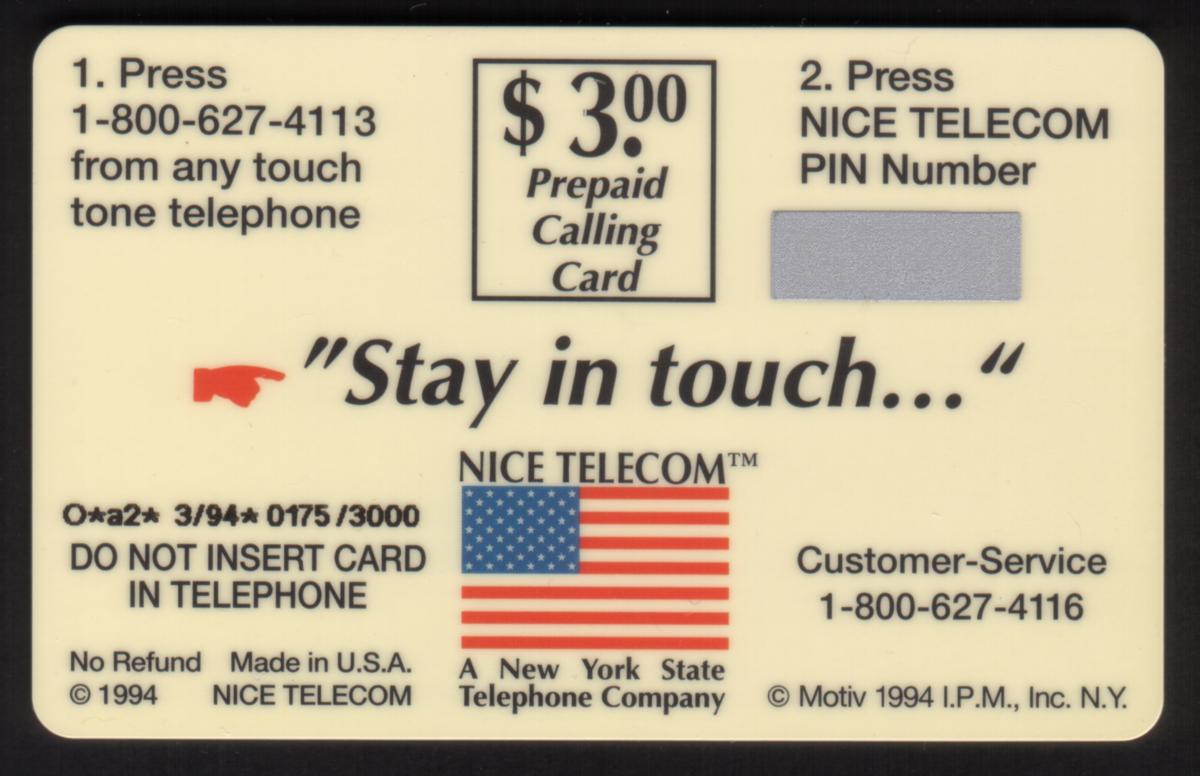 1. Press
1-800-627-4113
from any touch
tone telephone
$ 3.00
Prepaid
Calling
Card
2. Press
NICE TELECOM
PIN Number
"Stay in touch..."
NICE TELECOM™
O*a2* 3/94* 0175/3000
DO NOT INSERT CARD
IN TELEPHONE
No Refund Made in U.S.A.
© 1994 NICE TELECOM
A New York State
Telephone Company
Customer-Service
1-800-627-4116
© Motiv 1994 I.P.M., Inc. N.Y.